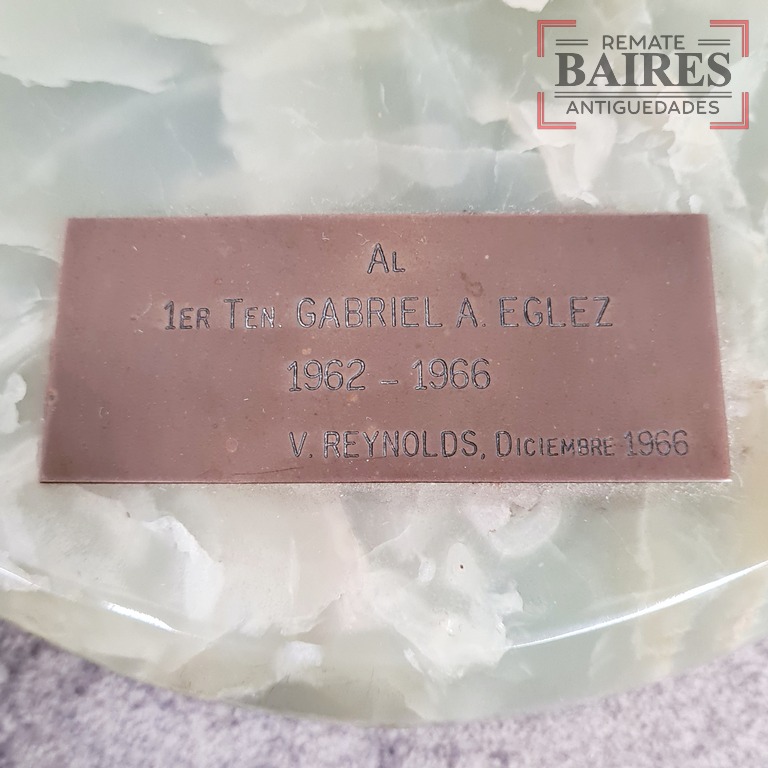 REMATE
BAIRES
ANTIGUEDADES
AL
1ER TEN. GABRIEL A. EGLEZ
1962 - 1966
V. REYNOLDS, DICIEMBRE 1966